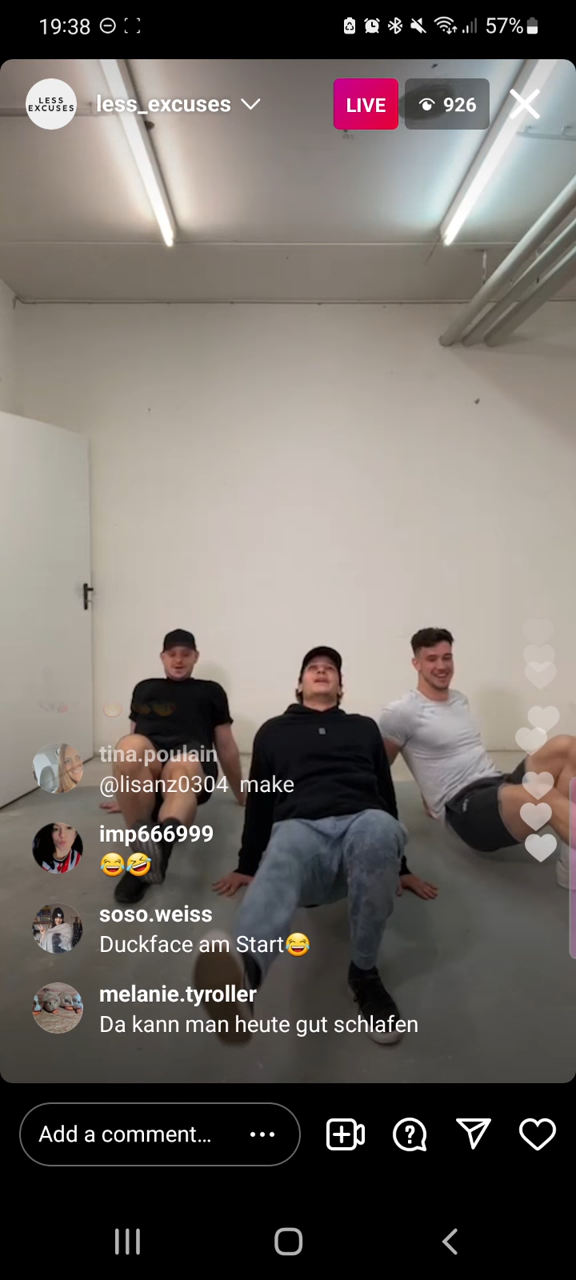 19:38
57%
LESS
EXCUSES
less_excuses
LIVE
926
tina.poulain
@lisanz0304 make
imp666999
😂🤣
soso.weiss
Duckface am Start😂
melanie.tyroller
Da kann man heute gut schlafen
Add a comment...